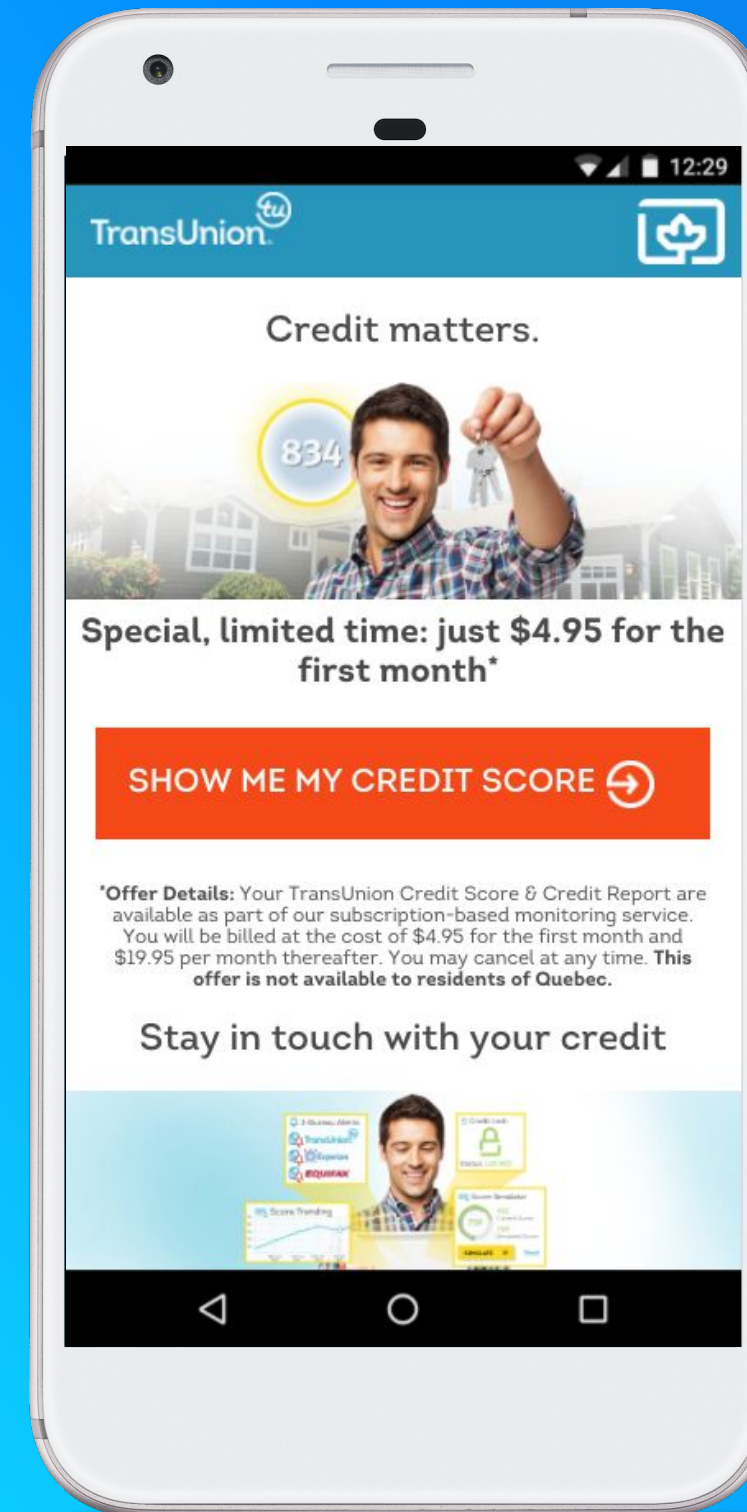 12:29
TransUnion
tu
Credit matters.
834
Special, limited time: just $4.95 for the
first month*
SHOW ME MY CREDIT SCORE
*Offer Details: Your TransUnion Credit Score & Credit Report are
available as part of our subscription-based monitoring service.
You will be billed at the cost of $4.95 for the first month and
$19.95 per month thereafter. You may cancel at any time. This
offer is not available to residents of Quebec.
Stay in touch with your credit
3-Bureau Alerts
TransUnion
Experian
EQUIFAX
Credit Lock
Score Trending
Score Simulator